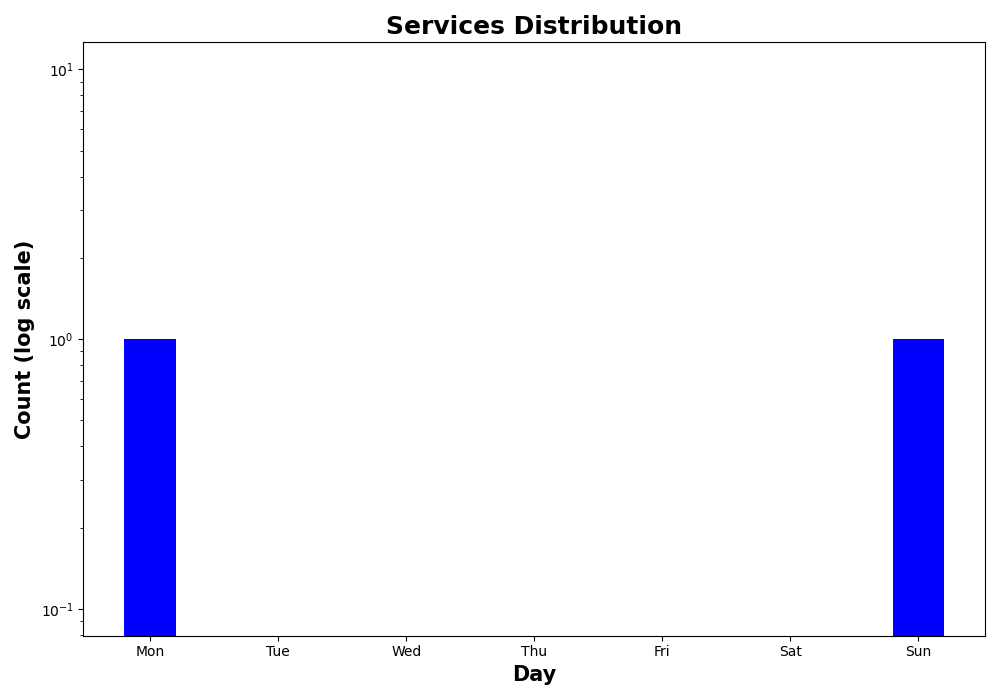 Services Distribution
Count (log scale)
10¹
10⁰
10⁻¹
Mon Tue Wed Thu Fri Sat Sun
Day